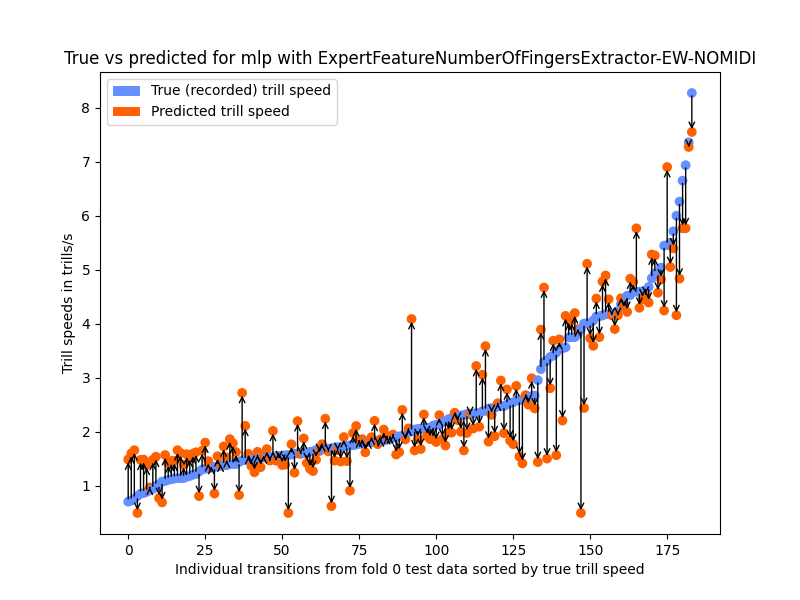 True vs predicted for mlp with ExpertFeatureNumberOfFingersExtractor-EW-NOMIDI
True (recorded) trill speed
Predicted trill speed
Trill speeds in trills/s
8
7
6
5
4
3
2
1
0 25 50 75 100 125 150 175
Individual transitions from fold 0 test data sorted by true trill speed